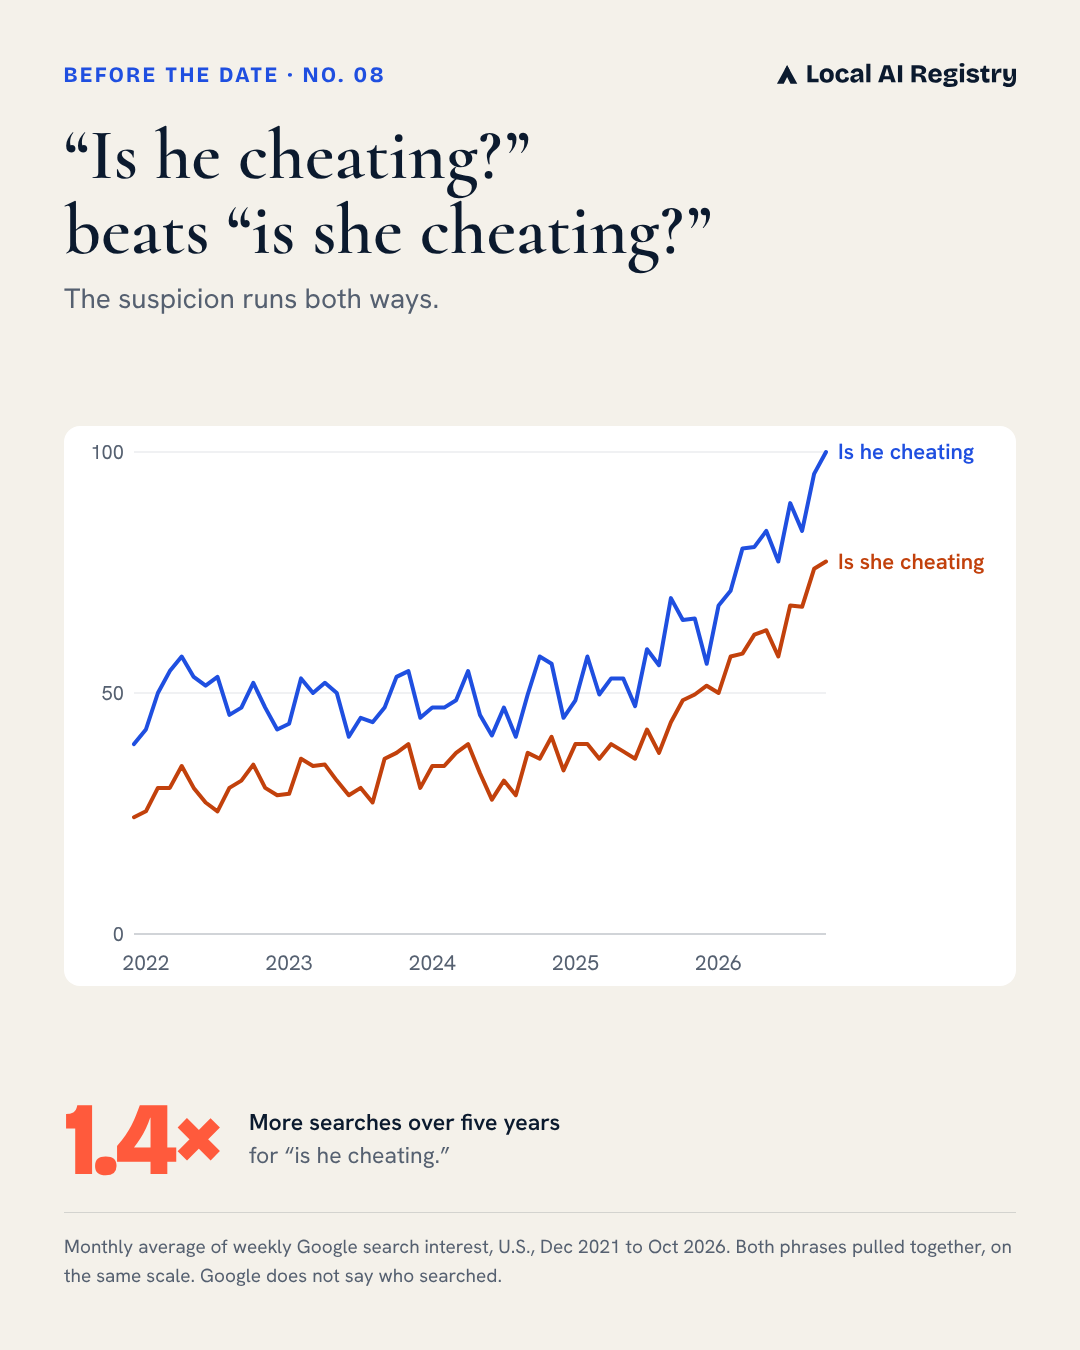 BEFORE THE DATE · NO. 08
Local AI Registry
“Is he cheating?”
beats “is she cheating?”
The suspicion runs both ways.
100
Is he cheating
Is she cheating
50
0
2022 2023 2024 2025 2026
1.4×
More searches over five years
for “is he cheating.”
Monthly average of weekly Google search interest, U.S., Dec 2021 to Oct 2026. Both phrases pulled together, on
the same scale. Google does not say who searched.